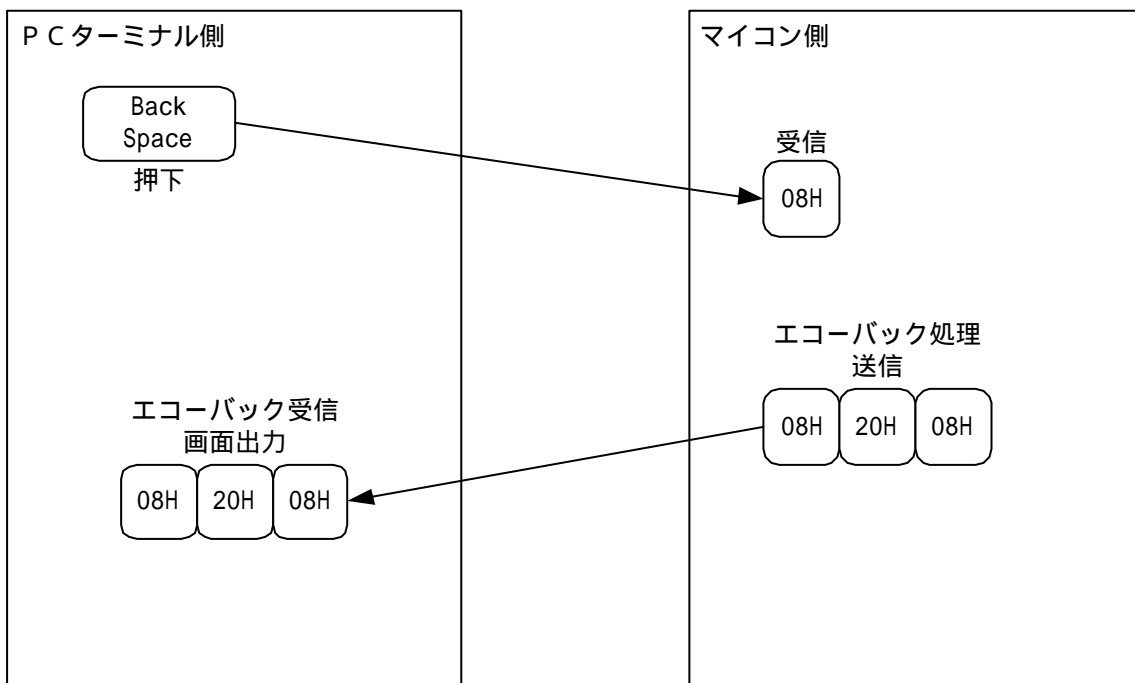 ＰＣターミナル側
Back
Space
押下
エコーバック受信
画面出力
08H 20H 08H
マイコン側
受信
08H
エコーバック処理
送信
08H 20H 08H